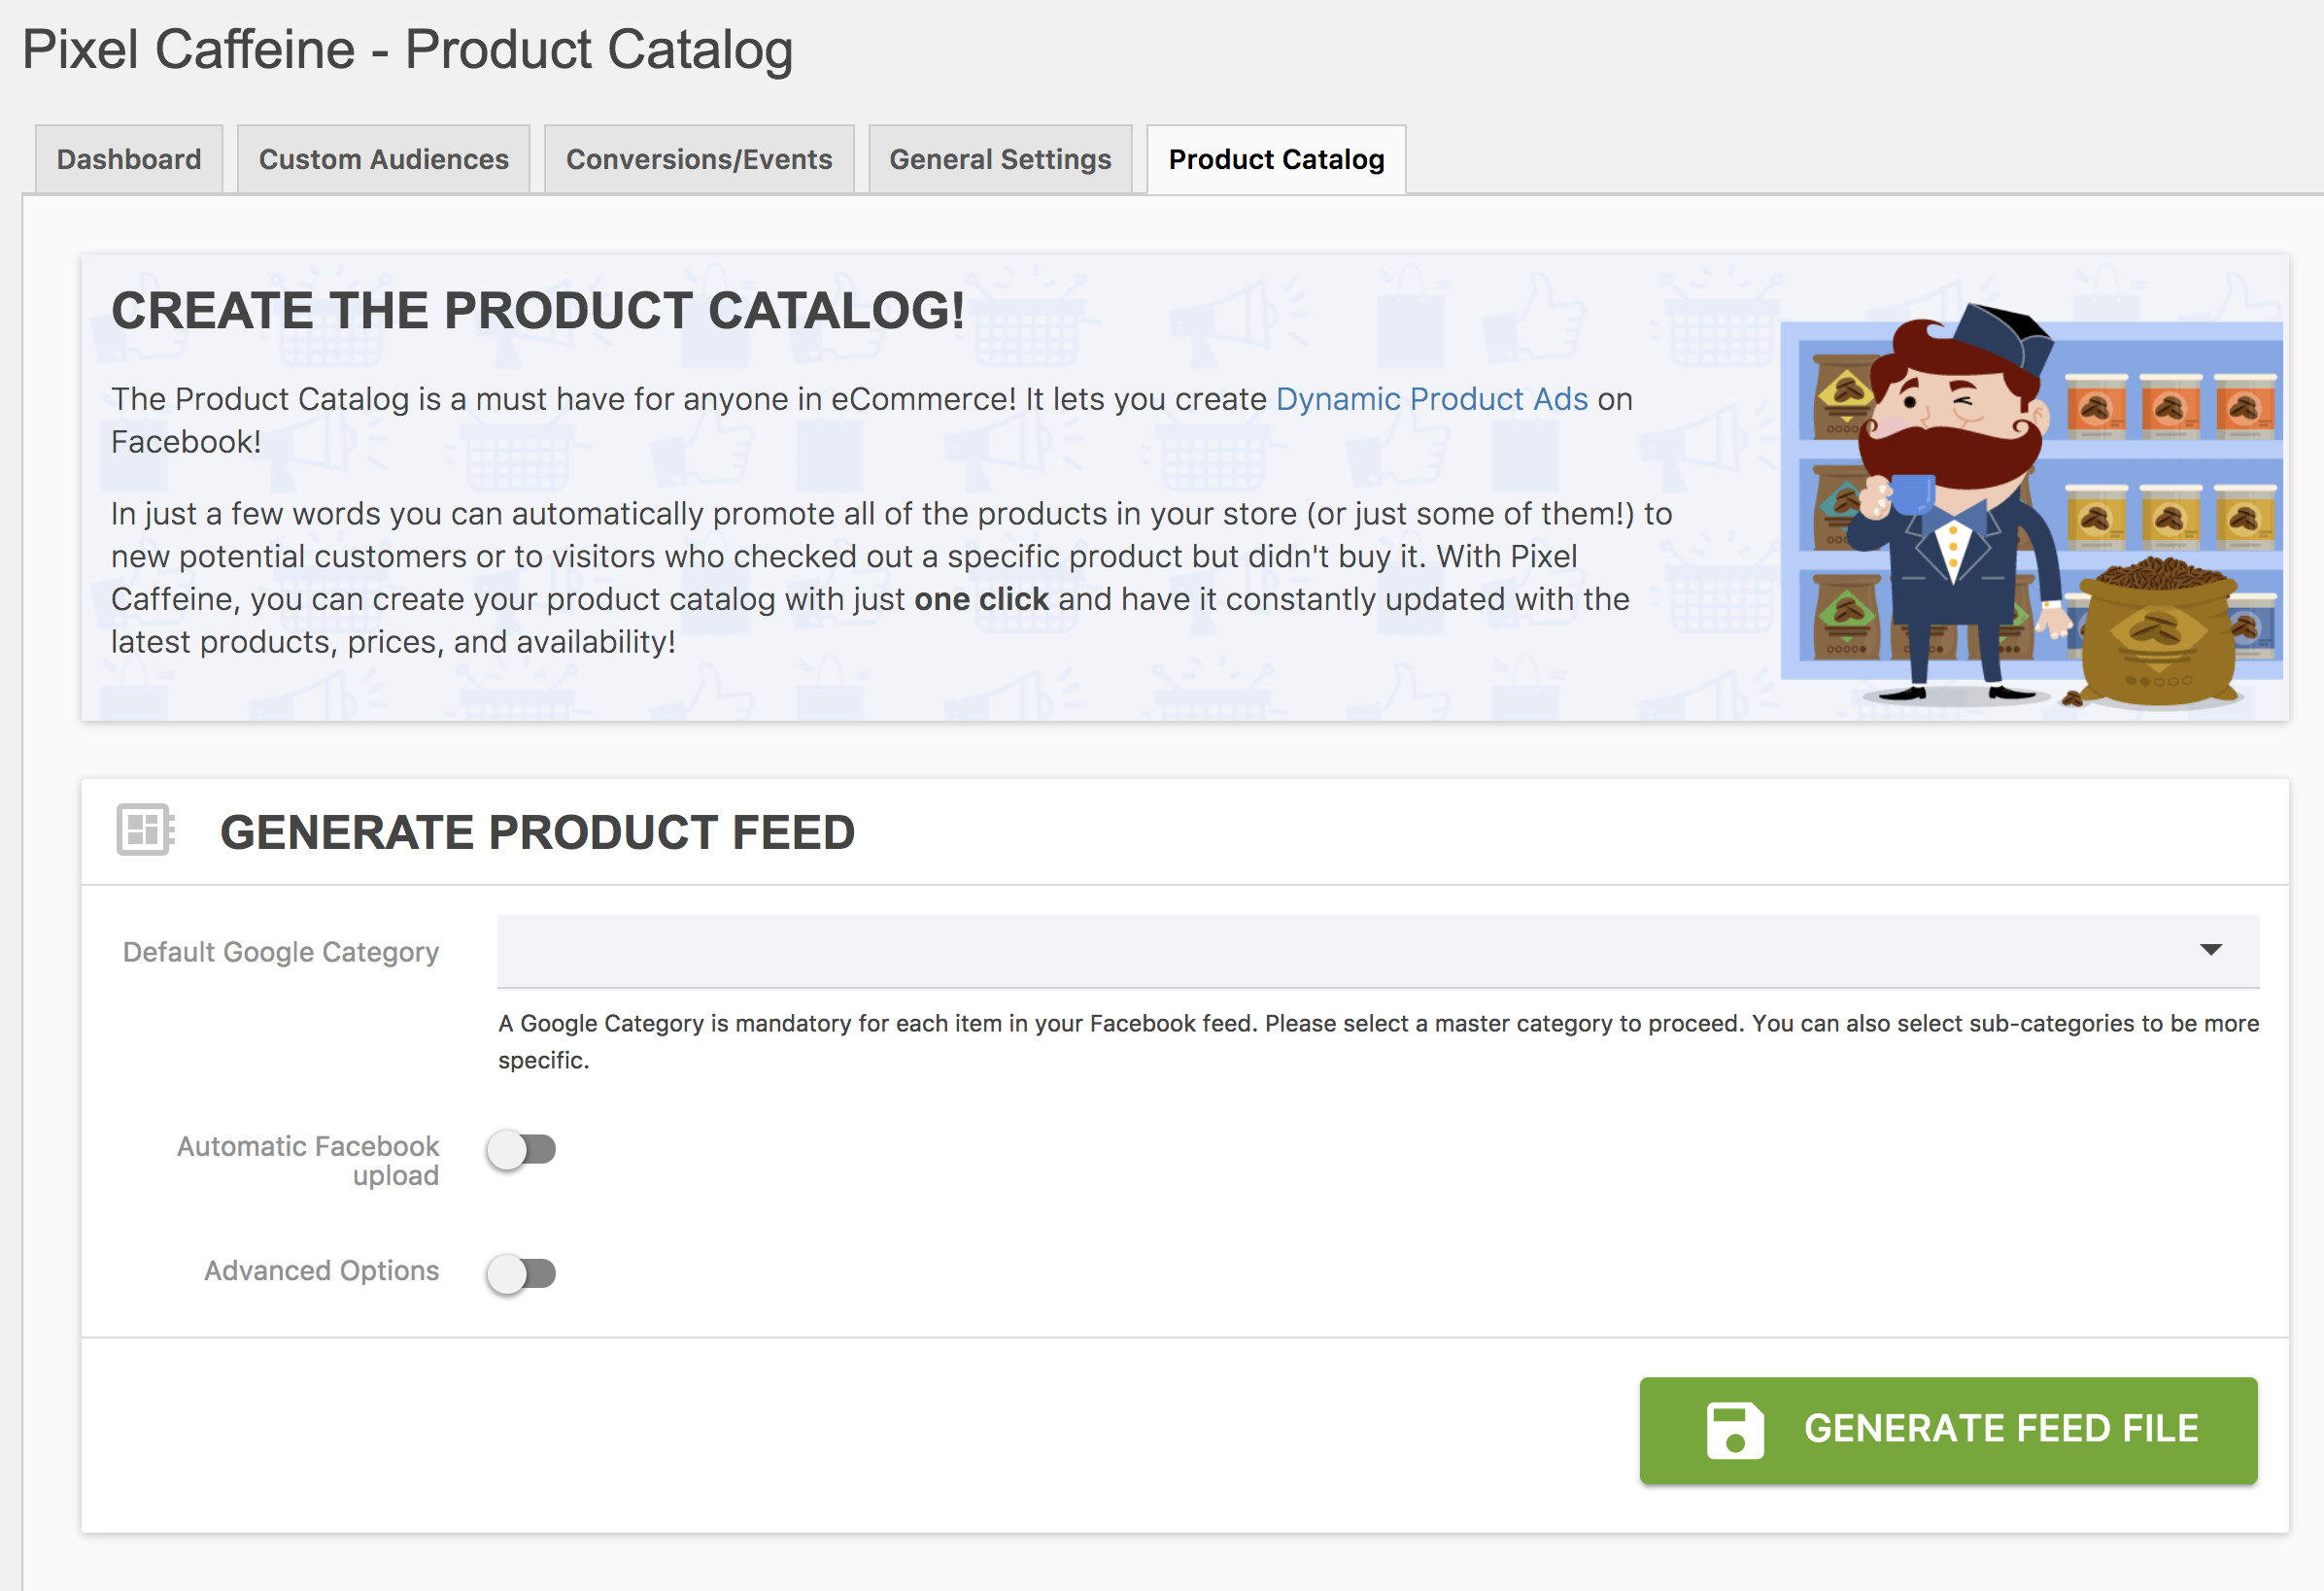 Pixel Caffeine - Product Catalog
Dashboard
Custom Audiences
Conversions/Events
General Settings
Product Catalog
CREATE THE PRODUCT CATALOG!
The Product Catalog is a must have for anyone in eCommerce! It lets you create Dynamic Product Ads on
Facebook!
In just a few words you can automatically promote all of the products in your store (or just some of them!) to
new potential customers or to visitors who checked out a specific product but didn't buy it. With Pixel
Caffeine, you can create your product catalog with just one click and have it constantly updated with the
latest products, prices, and availability!
GENERATE PRODUCT FEED
Default Google Category
A Google Category is mandatory for each item in your Facebook feed. Please select a master category to proceed. You can also select sub-categories to be more
specific.
Automatic Facebook
upload
Advanced Options
GENERATE FEED FILE